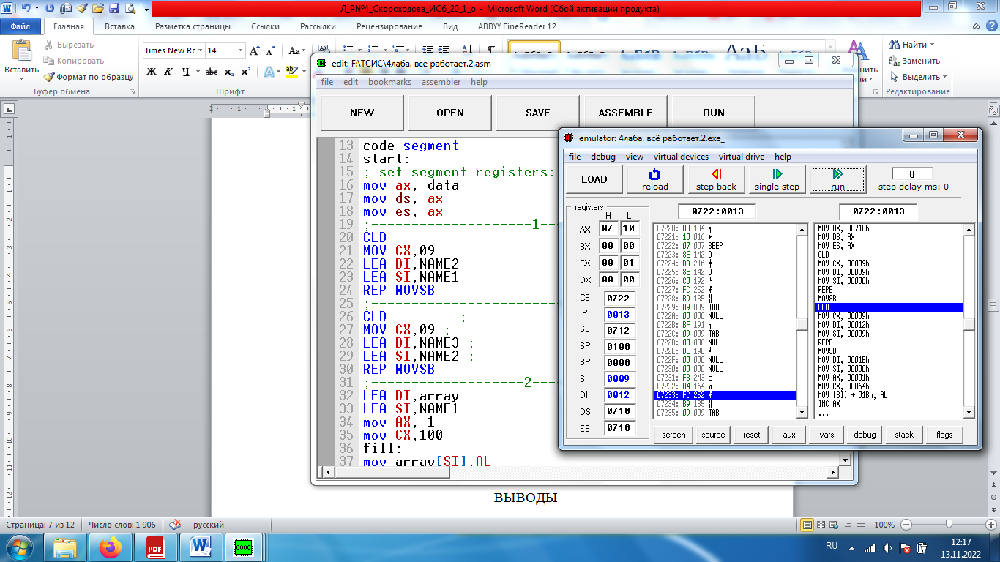 Л_Р№4_Скороходова_ИСб_20_1_о - Microsoft Word (Сбой активации продукта)
Файл Главная Вставка Разметка страницы Ссылки Рассылки Рецензирование Вид ABBYY FineReader 12
Вставить
Вырезать
Копировать
Формат по образцу
Буфер обмена
Times New Ro 14
Ж К Ч abc x₂ x²
Шрифт
Найти
Заменить
Выделить
Редактирование
edit: F:\ТСИС\4лаба. всё работает.2.asm
file edit bookmarks assembler help
NEW OPEN SAVE ASSEMBLE RUN
13 code segment
14 start:
15 ; set segment registers:
16 mov ax, data
17 mov ds, ax
18 mov es, ax
19 ;--------------------1--
20 CLD
21 MOV CX,09
22 LEA DI,NAME2
23 LEA SI,NAME1
24 REP MOVSB
25 ;-----------------------
26 CLD ;
27 MOV CX,09 ;
28 LEA DI,NAME3 ;
29 LEA SI,NAME2 ;
30 REP MOVSB
31 ;-------------------2---
32 LEA DI,array
33 LEA SI,NAME1
34 mov AX, 1
35 mov CX,100
36 fill:
37 mov array[SI],AL
emulator: 4лаба. всё работает.2.exe_
file debug view virtual devices virtual drive help
LOAD reload step back single step run
0
step delay ms: 0
registers
H L
AX 07 10
BX 00 00
CX 00 01
DX 00 00
CS 0722
IP 0013
SS 0712
SP 0100
BP 0000
SI 0009
DI 0012
DS 0710
ES 0710
0722:0013
07220: B8 184 ╕
07221: 10 016 ►
07222: 07 007 BEEP
07223: 8E 142 О
07224: D8 216 ╪
07225: 8E 142 О
07226: C0 192 └
07227: FC 252 №
07228: B9 185 ╣
07229: 09 009 TAB
0722A: 00 000 NULL
0722B: BF 191 ┐
0722C: 09 009 TAB
0722D: 00 000 NULL
0722E: BE 190 ╛
0722F: 00 000 NULL
07230: 00 000 NULL
07231: F3 243 є
07232: A4 164 д
07233: FC 252 №
07234: B9 185 ╣
07235: 09 009 TAB
0722:0013
MOV AX, 00710h
MOV DS, AX
MOV ES, AX
CLD
MOV CX, 00009h
MOV DI, 00009h
MOV SI, 00000h
REPE
MOVSB
CLD
MOV CX, 00009h
MOV DI, 00012h
MOV SI, 00009h
REPE
MOVSB
MOV DI, 0001Bh
MOV SI, 00000h
MOV AX, 00001h
MOV CX, 00064h
MOV [SI] + 01Bh, AL
INC AX
...
screen source reset aux vars debug stack flags
ВЫВОДЫ
Страница: 7 из 12 Число слов: 1 906 русский 100%
PDF 8086
RU
12:17
13.11.2022